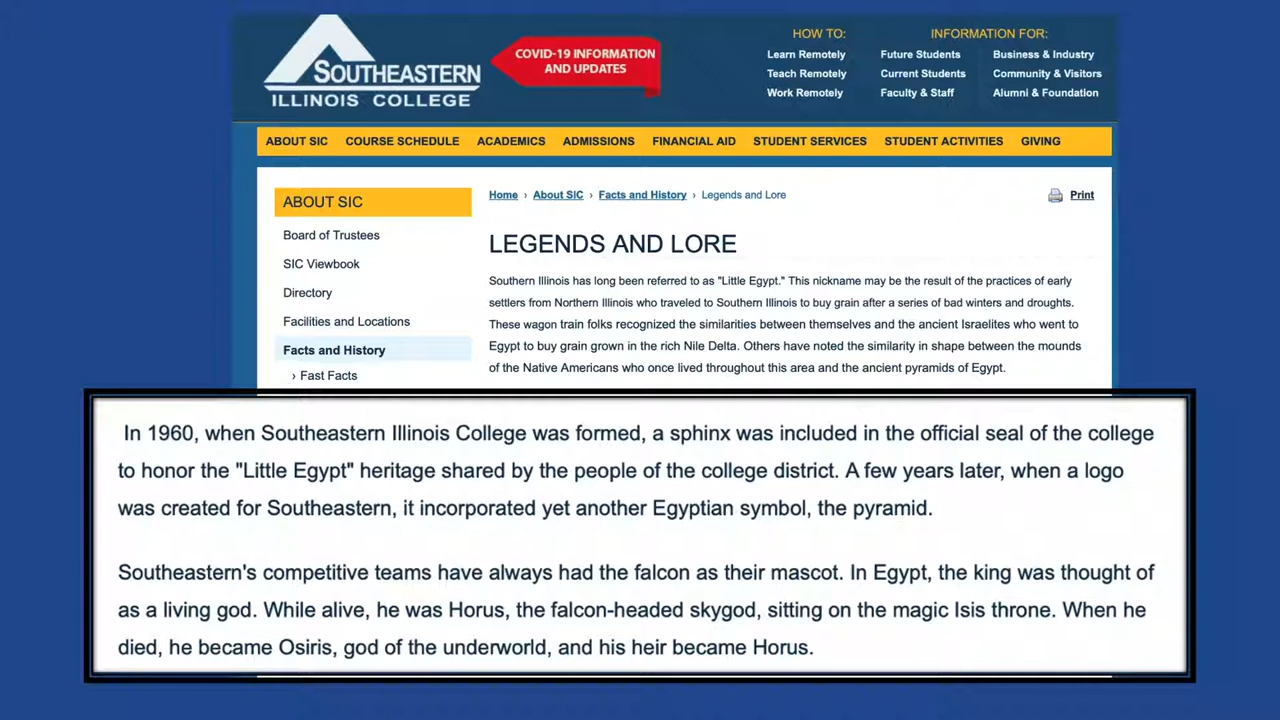 SOUTHEASTERN
ILLINOIS COLLEGE
COVID-19 INFORMATION
AND UPDATES
HOW TO:
Learn Remotely
Teach Remotely
Work Remotely
INFORMATION FOR:
Future Students
Business & Industry
Current Students
Community & Visitors
Faculty & Staff
Alumni & Foundation
ABOUT SIC COURSE SCHEDULE ACADEMICS ADMISSIONS FINANCIAL AID STUDENT SERVICES STUDENT ACTIVITIES GIVING
ABOUT SIC
Board of Trustees
SIC Viewbook
Directory
Facilities and Locations
Facts and History
› Fast Facts
Home › About SIC › Facts and History › Legends and Lore
Print
LEGENDS AND LORE
Southern Illinois has long been referred to as "Little Egypt." This nickname may be the result of the practices of early
settlers from Northern Illinois who traveled to Southern Illinois to buy grain after a series of bad winters and droughts.
These wagon train folks recognized the similarities between themselves and the ancient Israelites who went to
Egypt to buy grain grown in the rich Nile Delta. Others have noted the similarity in shape between the mounds
of the Native Americans who once lived throughout this area and the ancient pyramids of Egypt.
In 1960, when Southeastern Illinois College was formed, a sphinx was included in the official seal of the college
to honor the "Little Egypt" heritage shared by the people of the college district. A few years later, when a logo
was created for Southeastern, it incorporated yet another Egyptian symbol, the pyramid.
Southeastern's competitive teams have always had the falcon as their mascot. In Egypt, the king was thought of
as a living god. While alive, he was Horus, the falcon-headed skygod, sitting on the magic Isis throne. When he
died, he became Osiris, god of the underworld, and his heir became Horus.